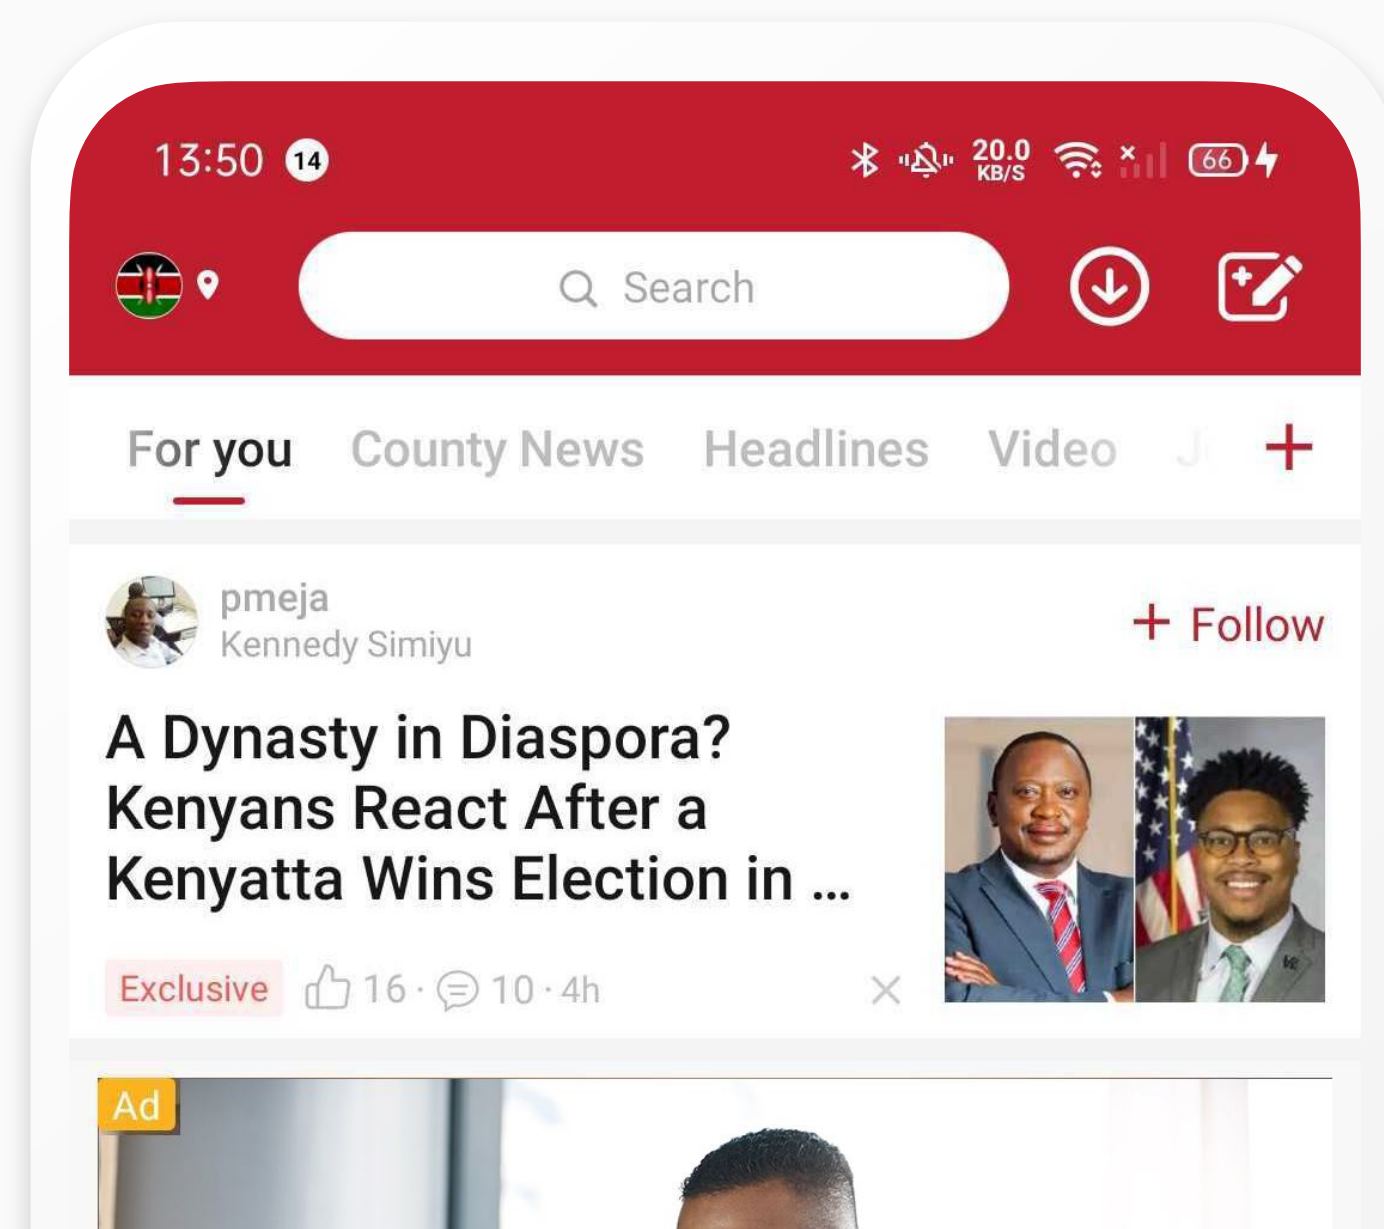 13:50 14 20.0 KB/S 66
Search
For you County News Headlines Video
pmeja
Kennedy Simiyu
+ Follow
A Dynasty in Diaspora?
Kenyans React After a
Kenyatta Wins Election in ...
Exclusive 16 · 10 · 4h
Ad